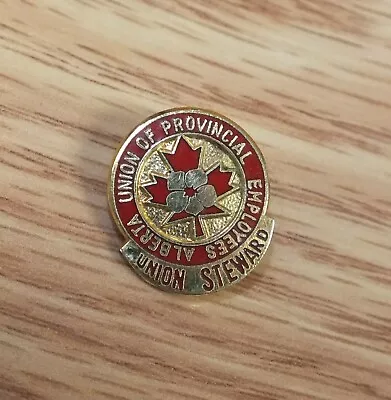 ALBERTA UNION OF PROVINCIAL EMPLOYEES
UNION STEWARD